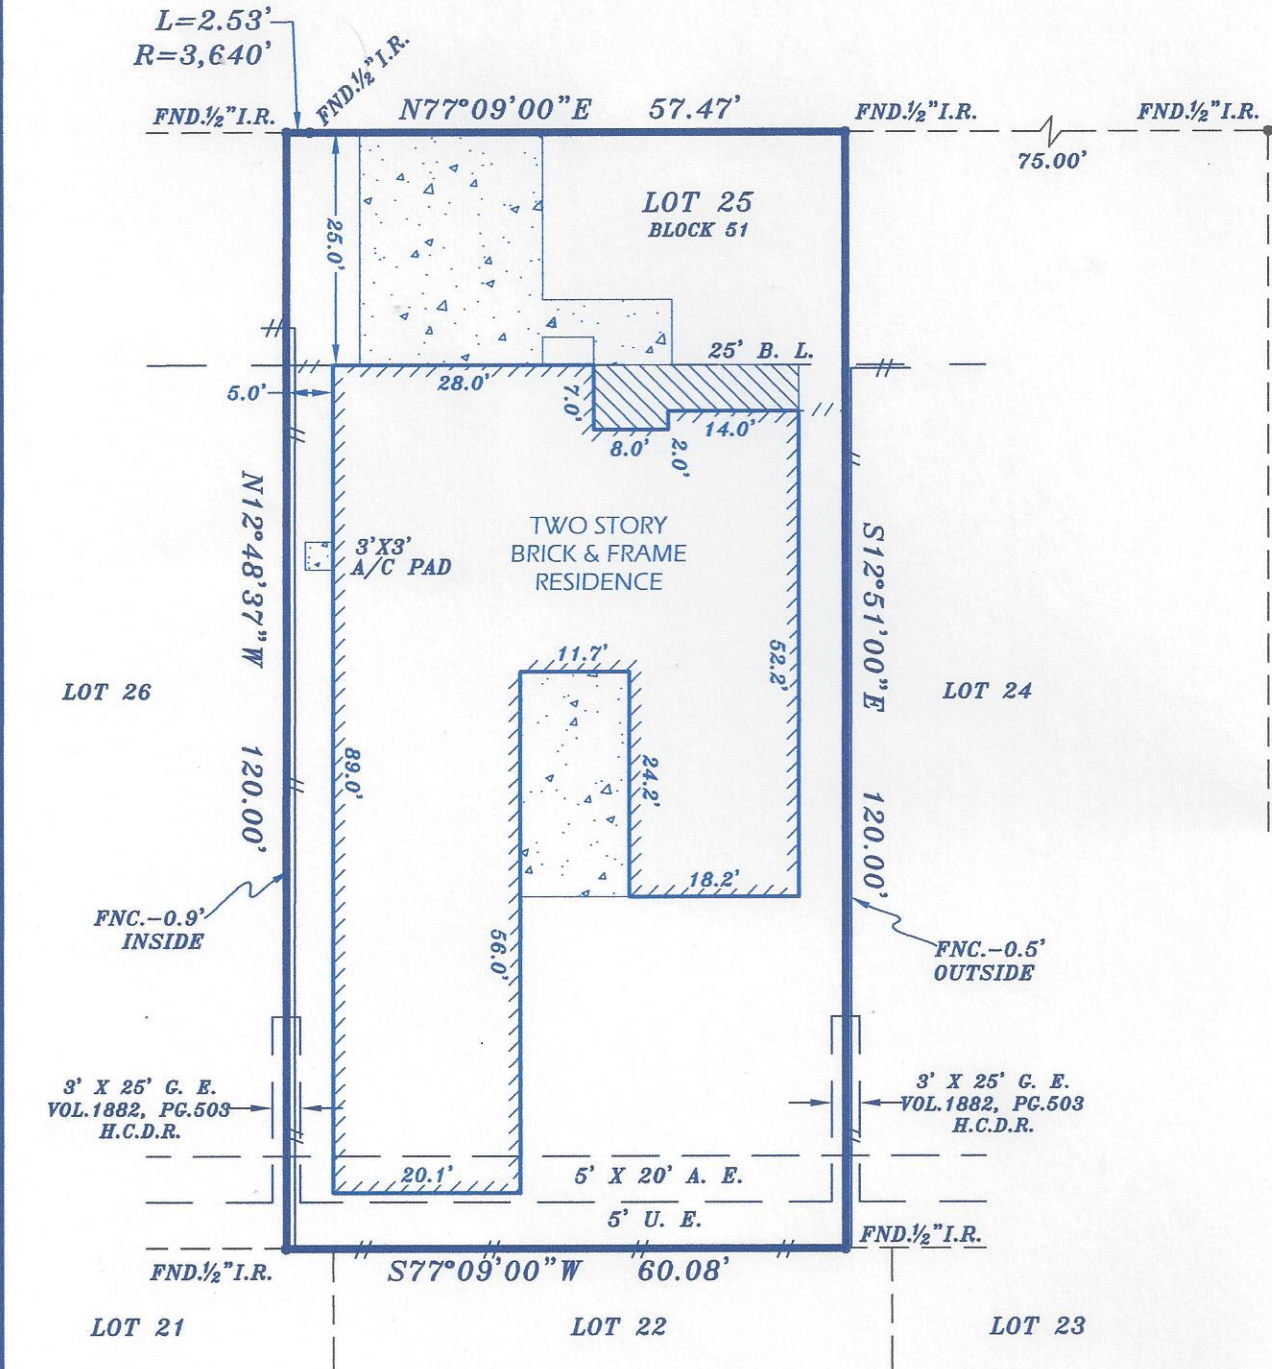 L=2.53'
R=3,640'
FND.½"I.R.
FND.½"I.R.
N77°09'00"E 57.47'
FND.½"I.R.
FND.½"I.R.
75.00'
LOT 25
BLOCK 51
25.0'
25' B. L.
5.0'
28.0'
7.0'
8.0'
2.0'
14.0'
N12°48'37"W 120.00'
3'X3'
A/C PAD
TWO STORY
BRICK & FRAME
RESIDENCE
S12°51'00"E 120.00'
11.7'
52.2'
LOT 26
LOT 24
89.0'
24.2'
18.2'
56.0'
FNC.-0.9'
INSIDE
FNC.-0.5'
OUTSIDE
3' X 25' G. E.
VOL.1882, PG.503
H.C.D.R.
3' X 25' G. E.
VOL.1882, PG.503
H.C.D.R.
20.1'
5' X 20' A. E.
5' U. E.
FND.½"I.R.
FND.½"I.R.
S77°09'00"W 60.08'
LOT 21
LOT 22
LOT 23